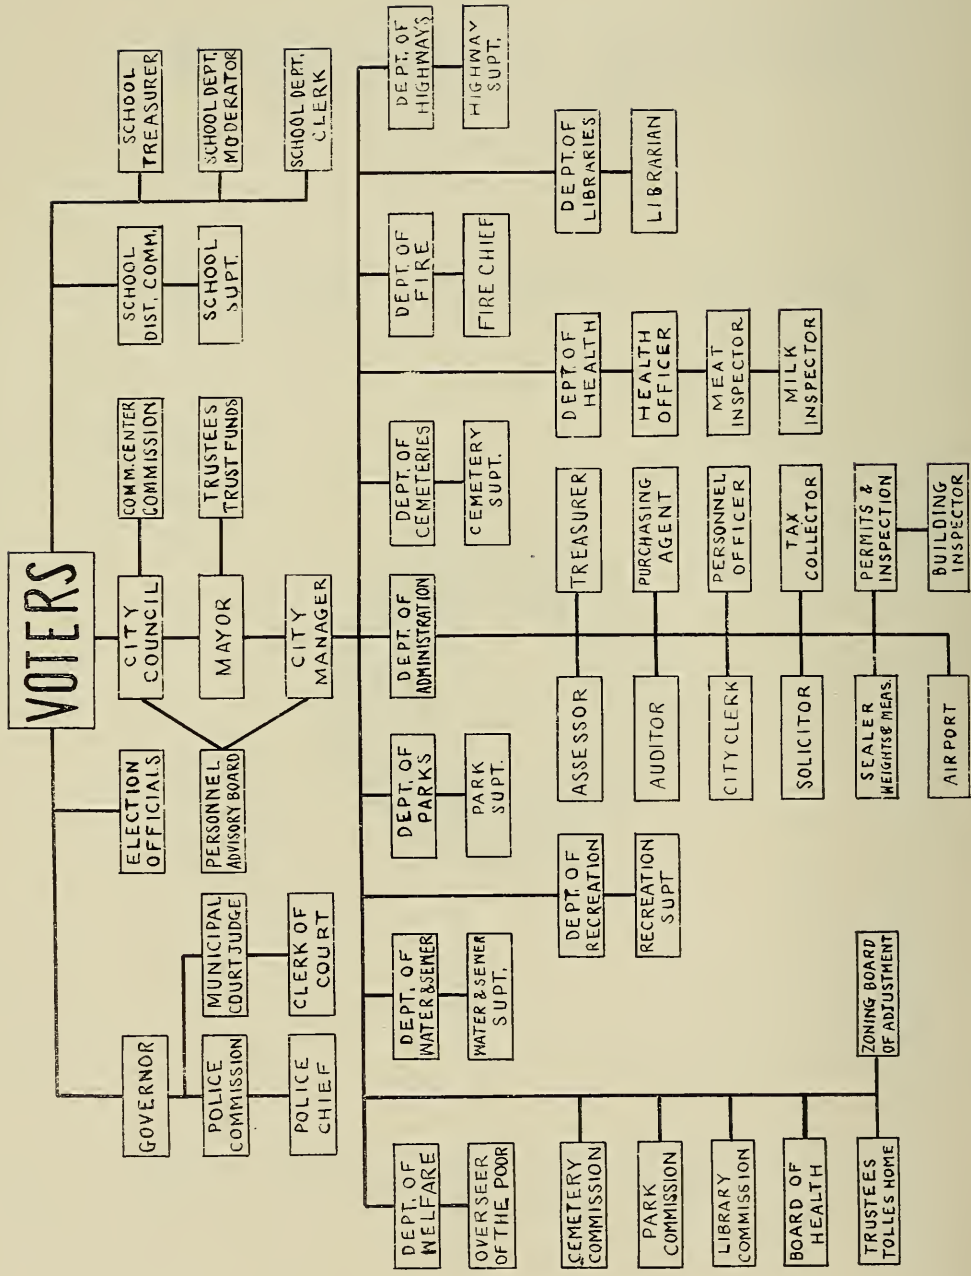 VOTERS
GOVERNOR
ELECTION
OFFICIALS
CITY
COUNCIL
COMM. CENTER
COMMISSION
SCHOOL
DIST. COMM.
SCHOOL
TREASURER
POLICE
COMMISSION
MUNICIPAL
COURT JUDGE
PERSONNEL
ADVISORY BOARD
MAYOR
TRUSTEES
TRUST FUNDS
SCHOOL
SUPT.
SCHOOL DEPT.
MODERATOR
POLICE
CHIEF
CLERK OF
COURT
CITY
MANAGER
SCHOOL DEPT.
CLERK
DEPT. OF
WELFARE
DEPT. OF
WATER & SEWER
DEPT. OF
PARKS
DEPT. OF
ADMINISTRATION
DEPT. OF
CEMETERIES
DEPT. OF
FIRE
DEPT. OF
HIGHWAYS
OVERSEER
OF THE POOR
WATER & SEWER
SUPT.
PARK
SUPT.
CEMETERY
SUPT.
FIRE CHIEF
HIGHWAY
SUPT.
CEMETERY
COMMISSION
DEPT. OF
RECREATION
ASSESSOR
TREASURER
DEPT. OF
HEALTH
DEPT. OF
LIBRARIES
PARK
COMMISSION
RECREATION
SUPT
AUDITOR
PURCHASING
AGENT
HEALTH
OFFICER
LIBRARIAN
LIBRARY
COMMISSION
CITY CLERK
PERSONNEL
OFFICER
MEAT
INSPECTOR
BOARD OF
HEALTH
SOLICITOR
TAX
COLLECTOR
MILK
INSPECTOR
TRUSTEES
TOLLES HOME
ZONING BOARD
OF ADJUSTMENT
SEALER
WEIGHTS & MEAS.
PERMITS &
INSPECTION
AIRPORT
BUILDING
INSPECTOR